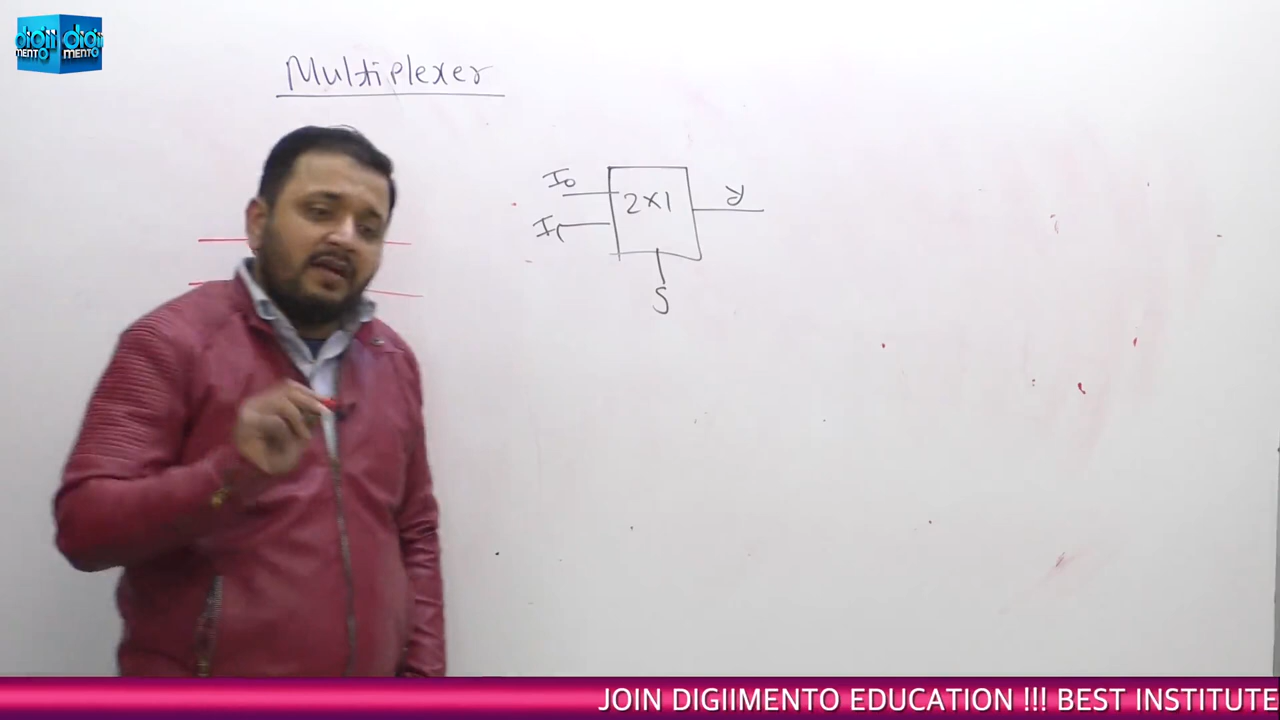 digii digii
MENTO MENTO
Multiplexer
I0
2x1
y
I1
S
JOIN DIGIIMENTO EDUCATION !!! BEST INSTITUTE